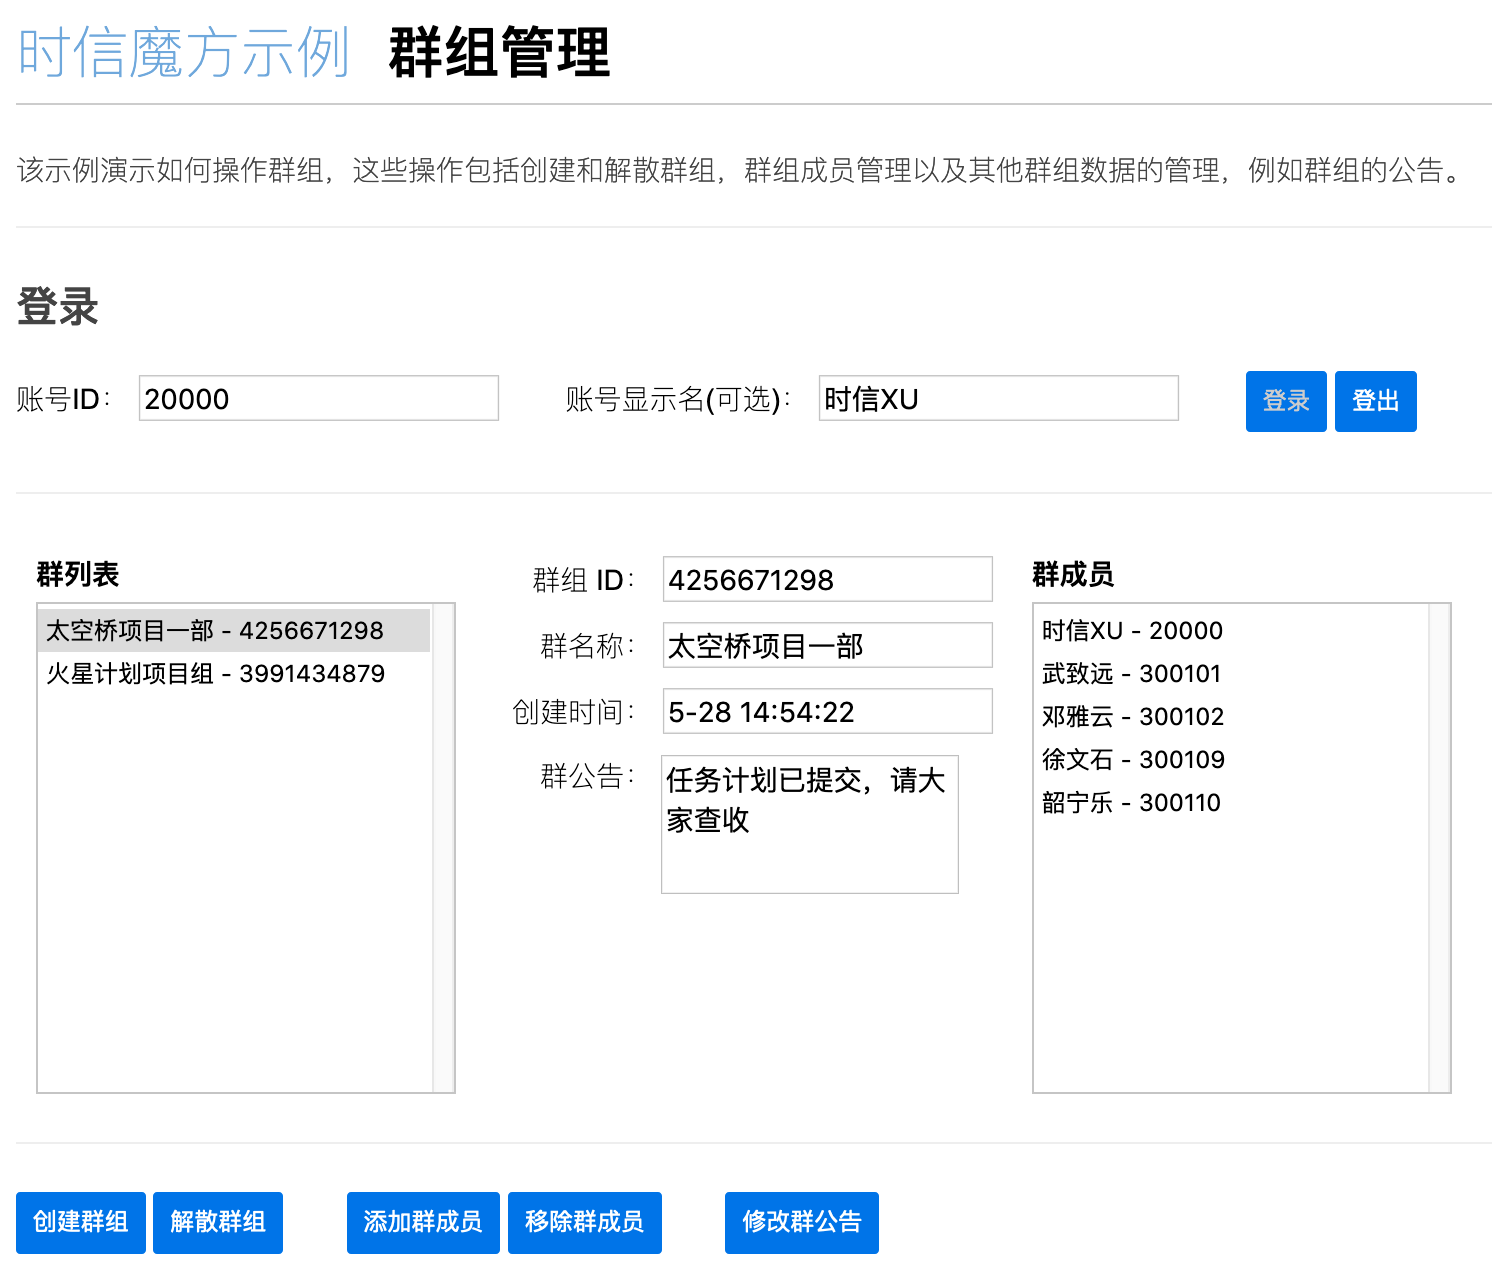 时信魔方示例 群组管理
该示例演示如何操作群组，这些操作包括创建和解散群组，群组成员管理以及其他群组数据的管理，例如群组的公告。
登录
账号ID： 20000 账号显示名(可选)： 时信XU 登录 登出
群列表
太空桥项目一部 - 4256671298
火星计划项目组 - 3991434879
群组 ID： 4256671298
群名称： 太空桥项目一部
创建时间： 5-28 14:54:22
群公告： 任务计划已提交，请大
家查收
群成员
时信XU - 20000
武致远 - 300101
邓雅云 - 300102
徐文石 - 300109
韶宁乐 - 300110
创建群组 解散群组 添加群成员 移除群成员 修改群公告